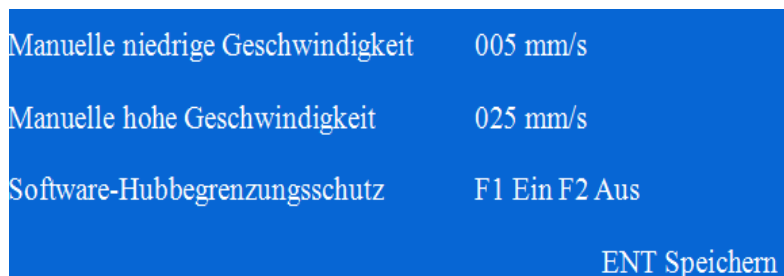 Manuelle niedrige Geschwindigkeit 005 mm/s
Manuelle hohe Geschwindigkeit 025 mm/s
Software-Hubbegrenzungsschutz F1 Ein F2 Aus
ENT Speichern